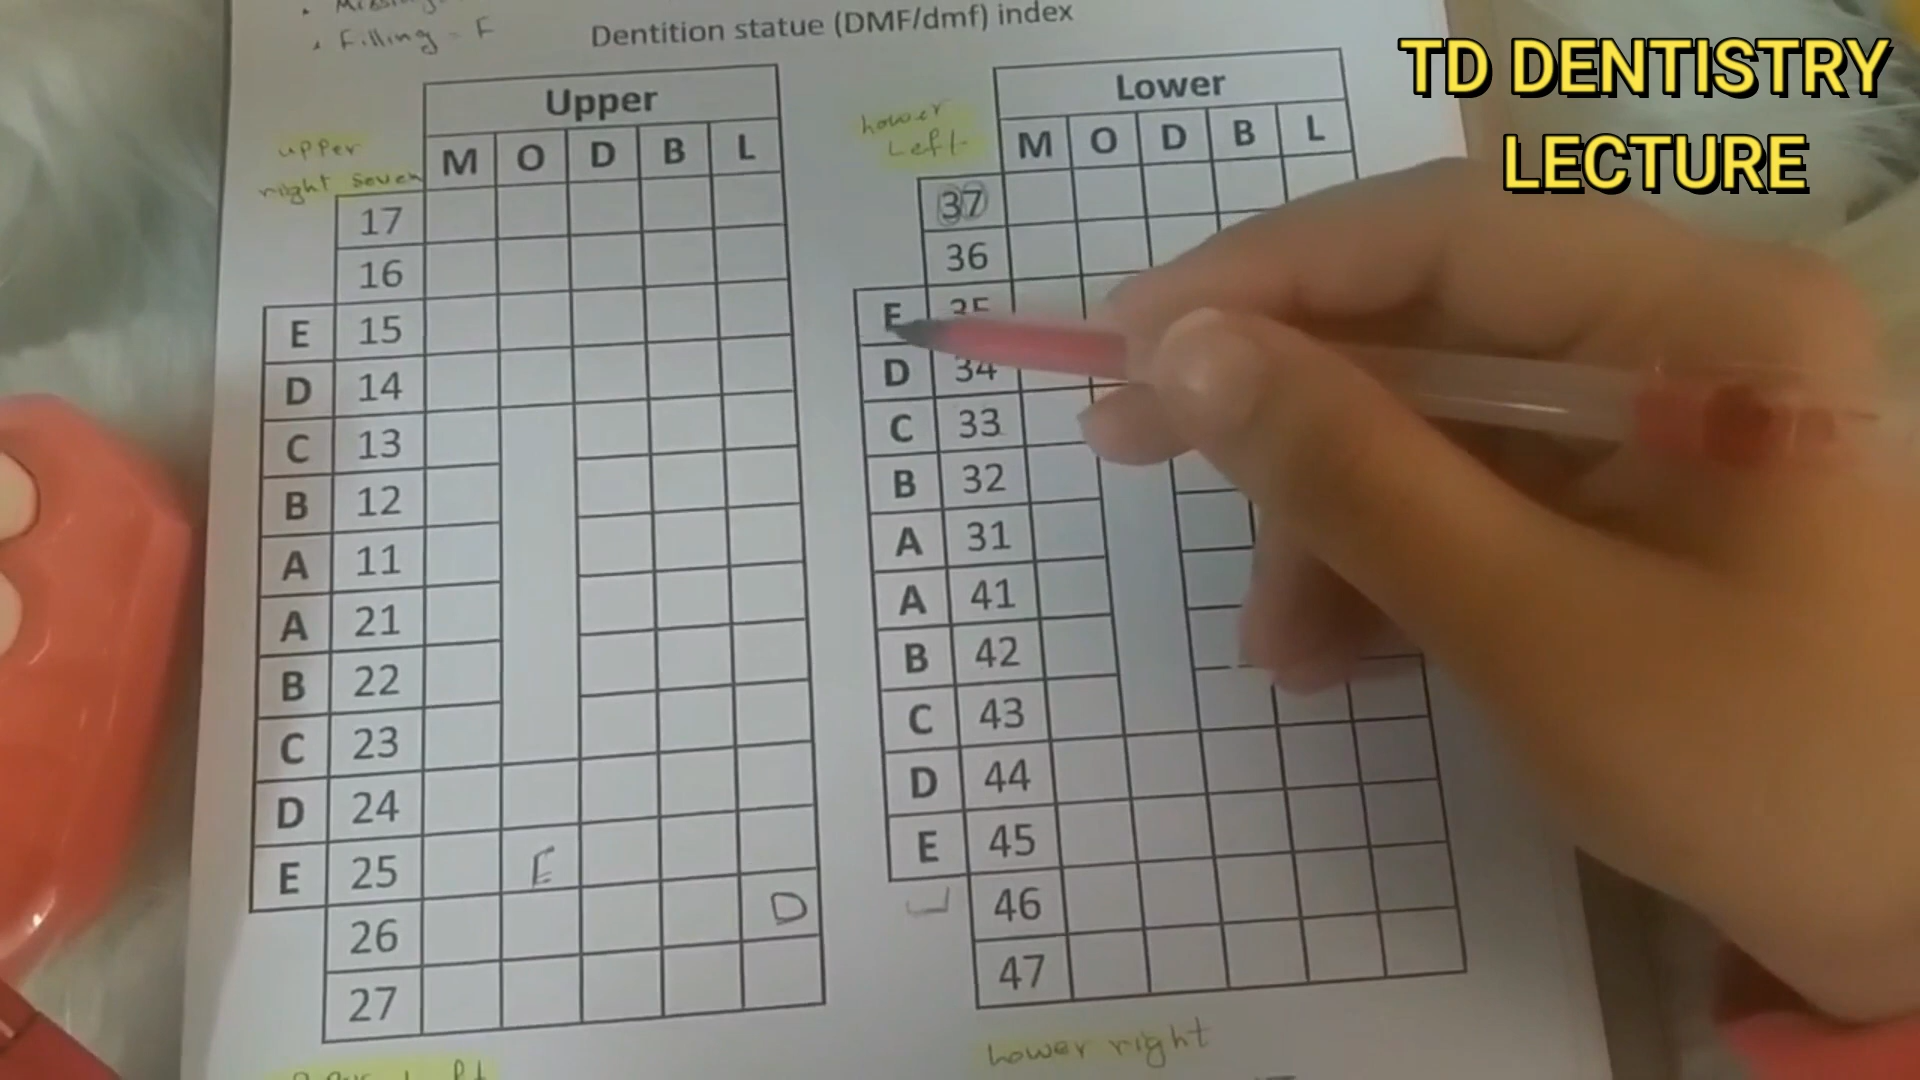 Filling - F
Dentition statue (DMF/dmf) index
TD DENTISTRY
LECTURE
upper
right seven
Upper
M O D B L
17
16
E 15
D 14
C 13
B 12
A 11
A 21
B 22
C 23
D 24
E 25 F
26 D
27
lower
Left
Lower
M O D B L
37
36
E 35
D 34
C 33
B 32
A 31
A 41
B 42
C 43
D 44
E 45
46
47
lower right